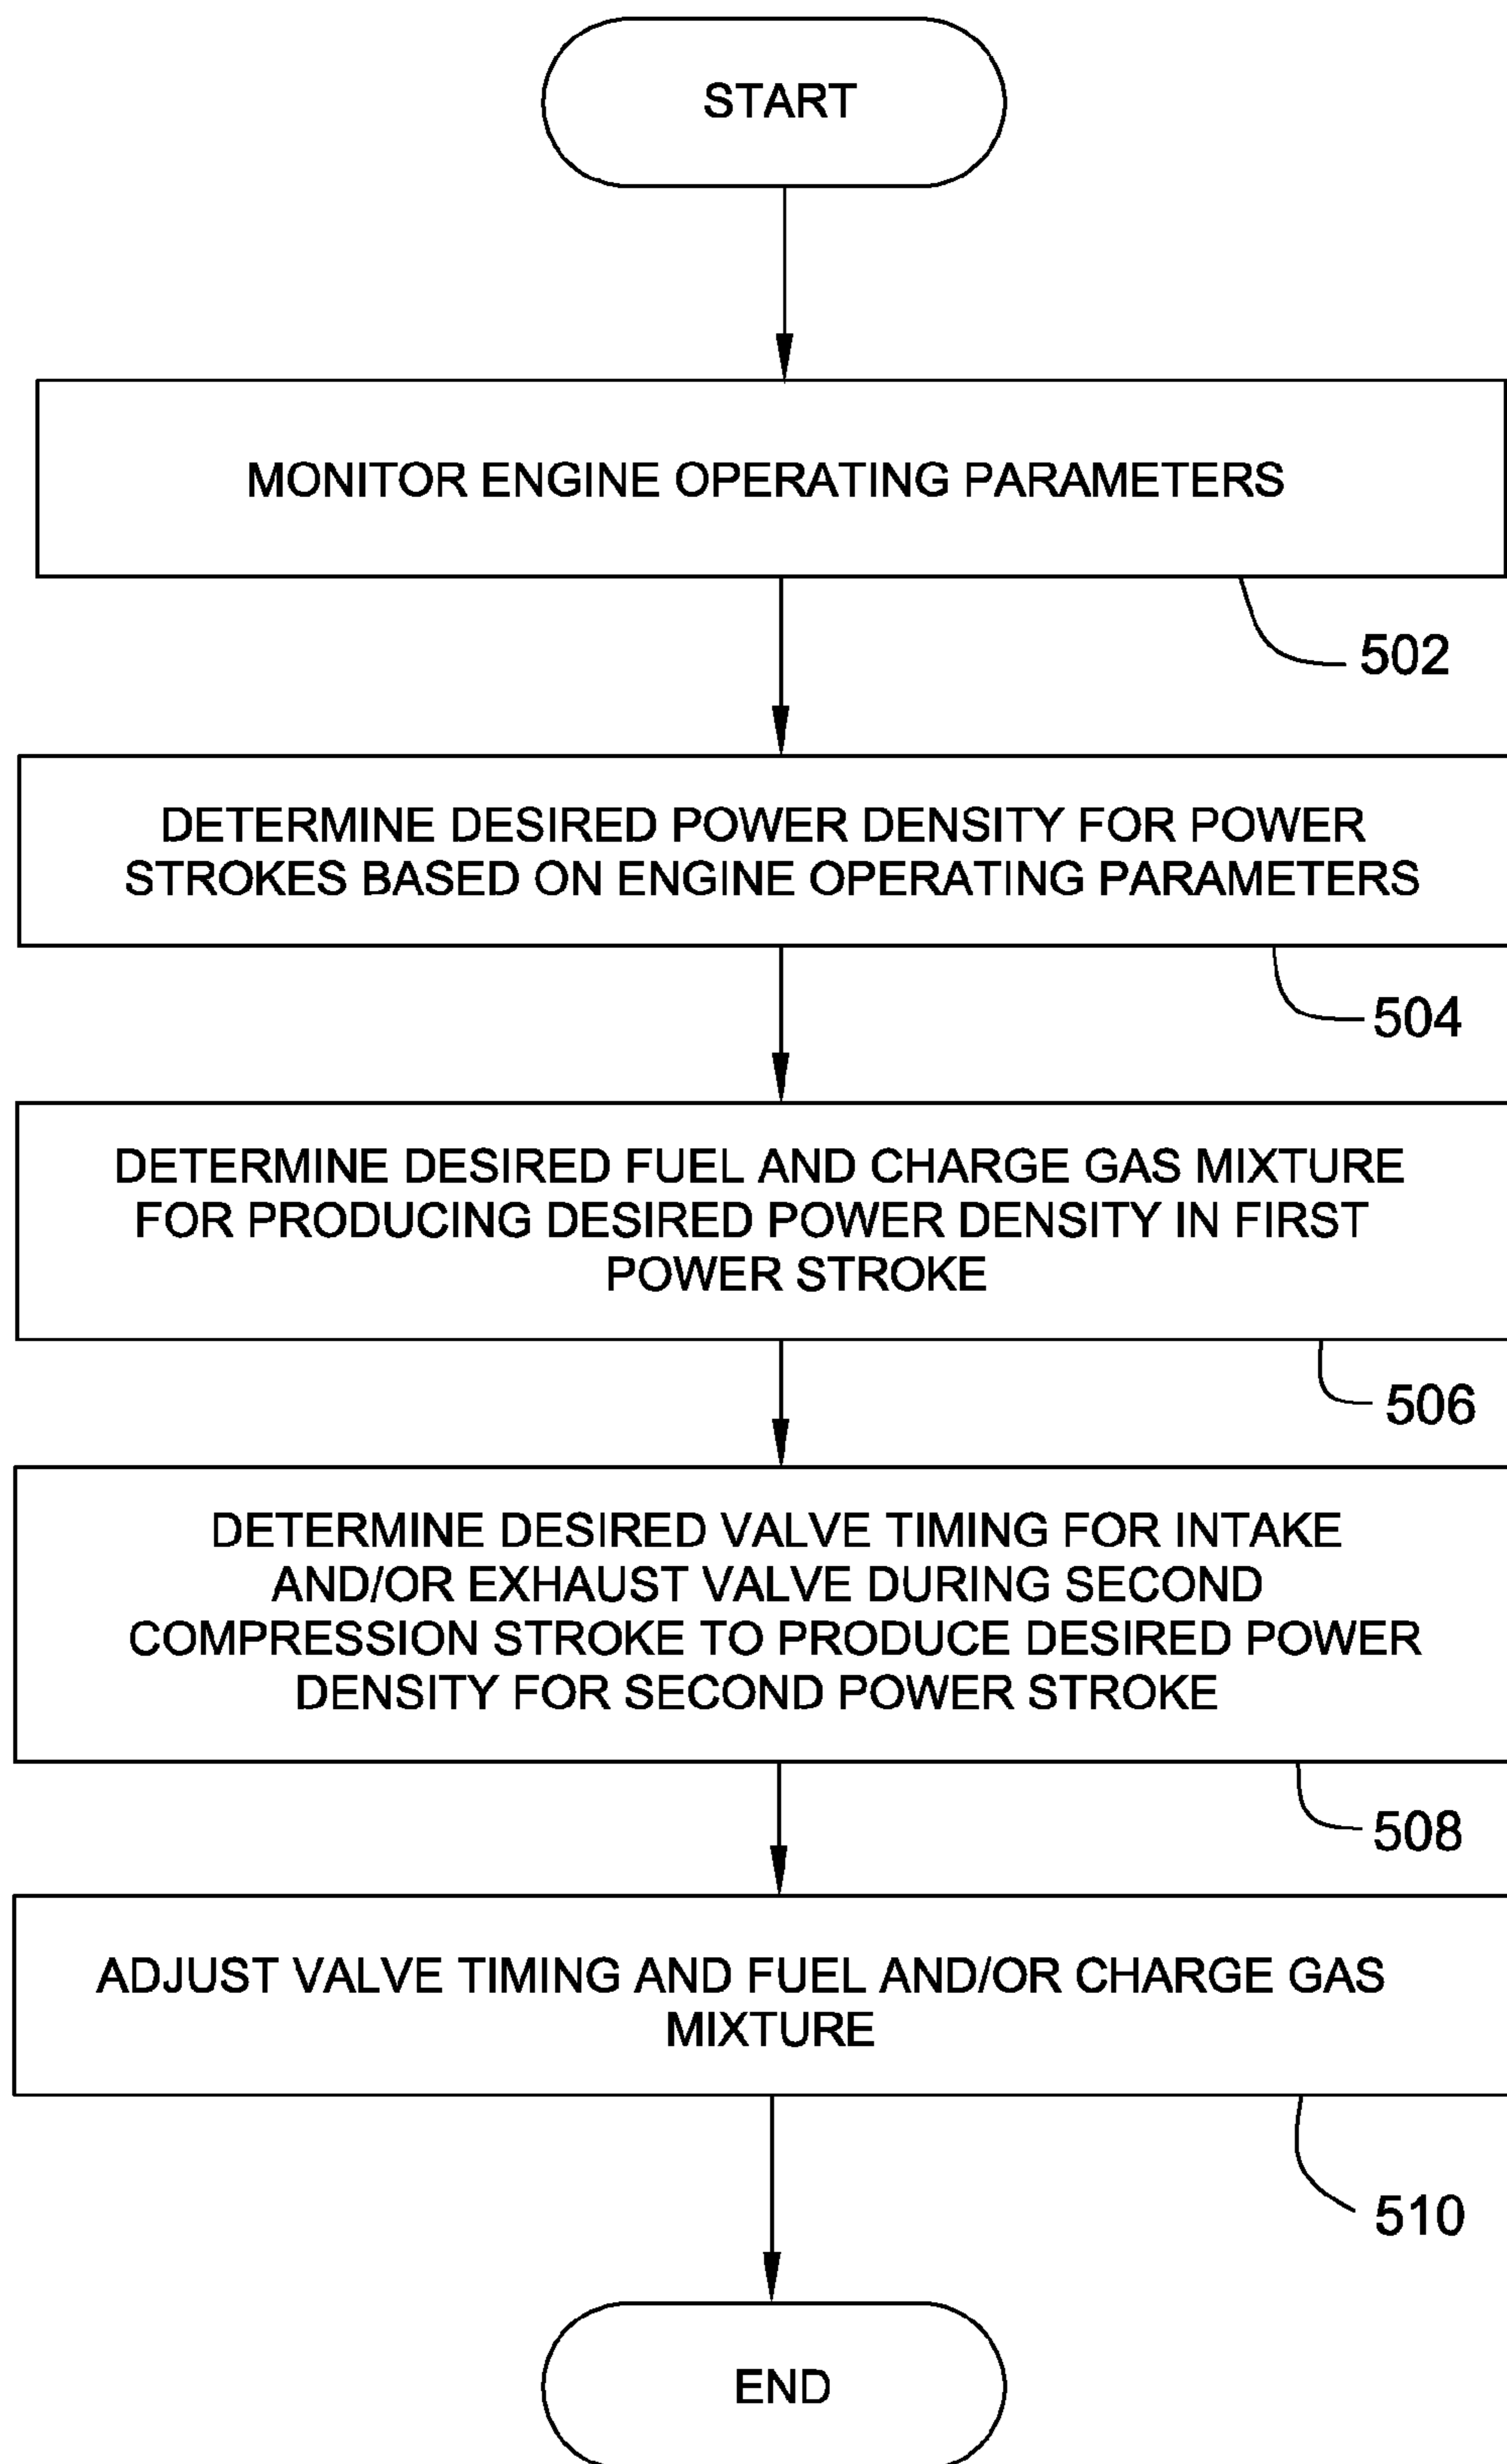 START
MONITOR ENGINE OPERATING PARAMETERS
502
DETERMINE DESIRED POWER DENSITY FOR POWER
STROKES BASED ON ENGINE OPERATING PARAMETERS
504
DETERMINE DESIRED FUEL AND CHARGE GAS MIXTURE
FOR PRODUCING DESIRED POWER DENSITY IN FIRST
POWER STROKE
506
DETERMINE DESIRED VALVE TIMING FOR INTAKE
AND/OR EXHAUST VALVE DURING SECOND
COMPRESSION STROKE TO PRODUCE DESIRED POWER
DENSITY FOR SECOND POWER STROKE
508
ADJUST VALVE TIMING AND FUEL AND/OR CHARGE GAS
MIXTURE
510
END